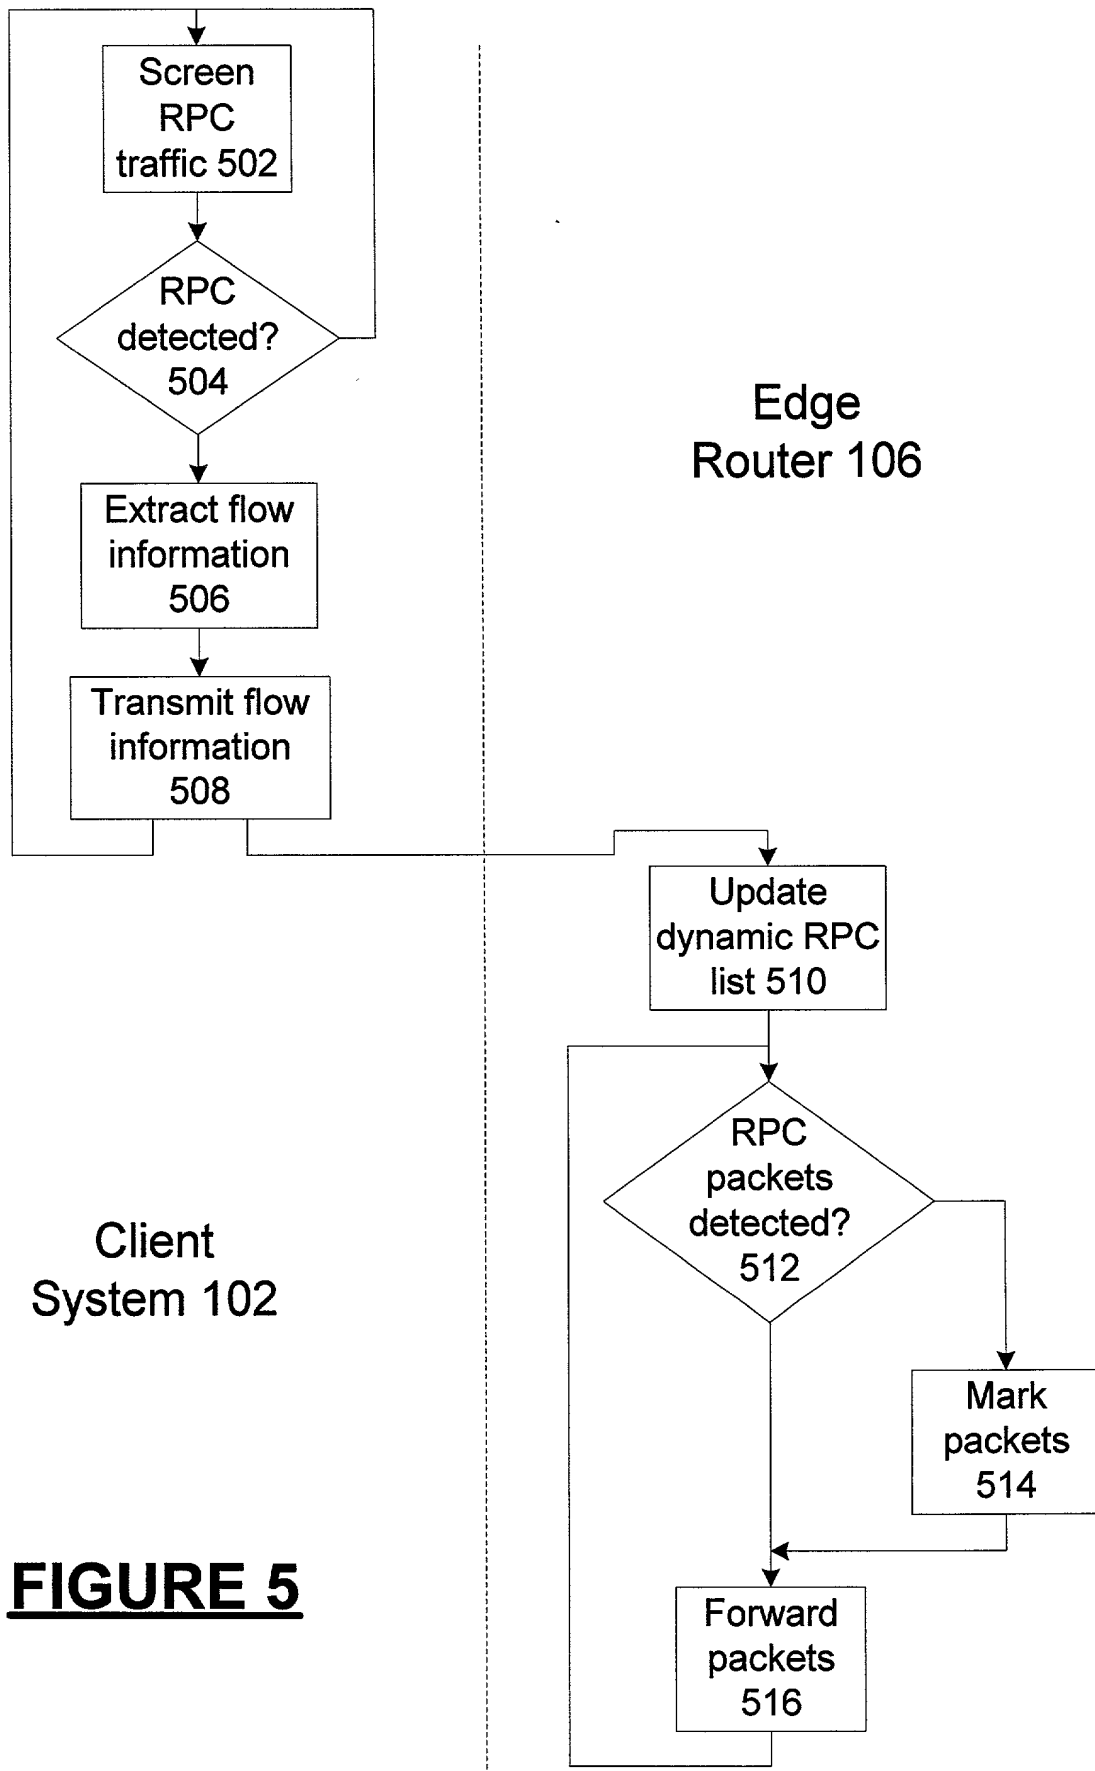 Screen
RPC
traffic 502
RPC
detected?
504
Extract flow
information
506
Transmit flow
information
508
Edge
Router 106
Update
dynamic RPC
list 510
RPC
packets
detected?
512
Client
System 102
Mark
packets
514
Forward
packets
516
FIGURE 5